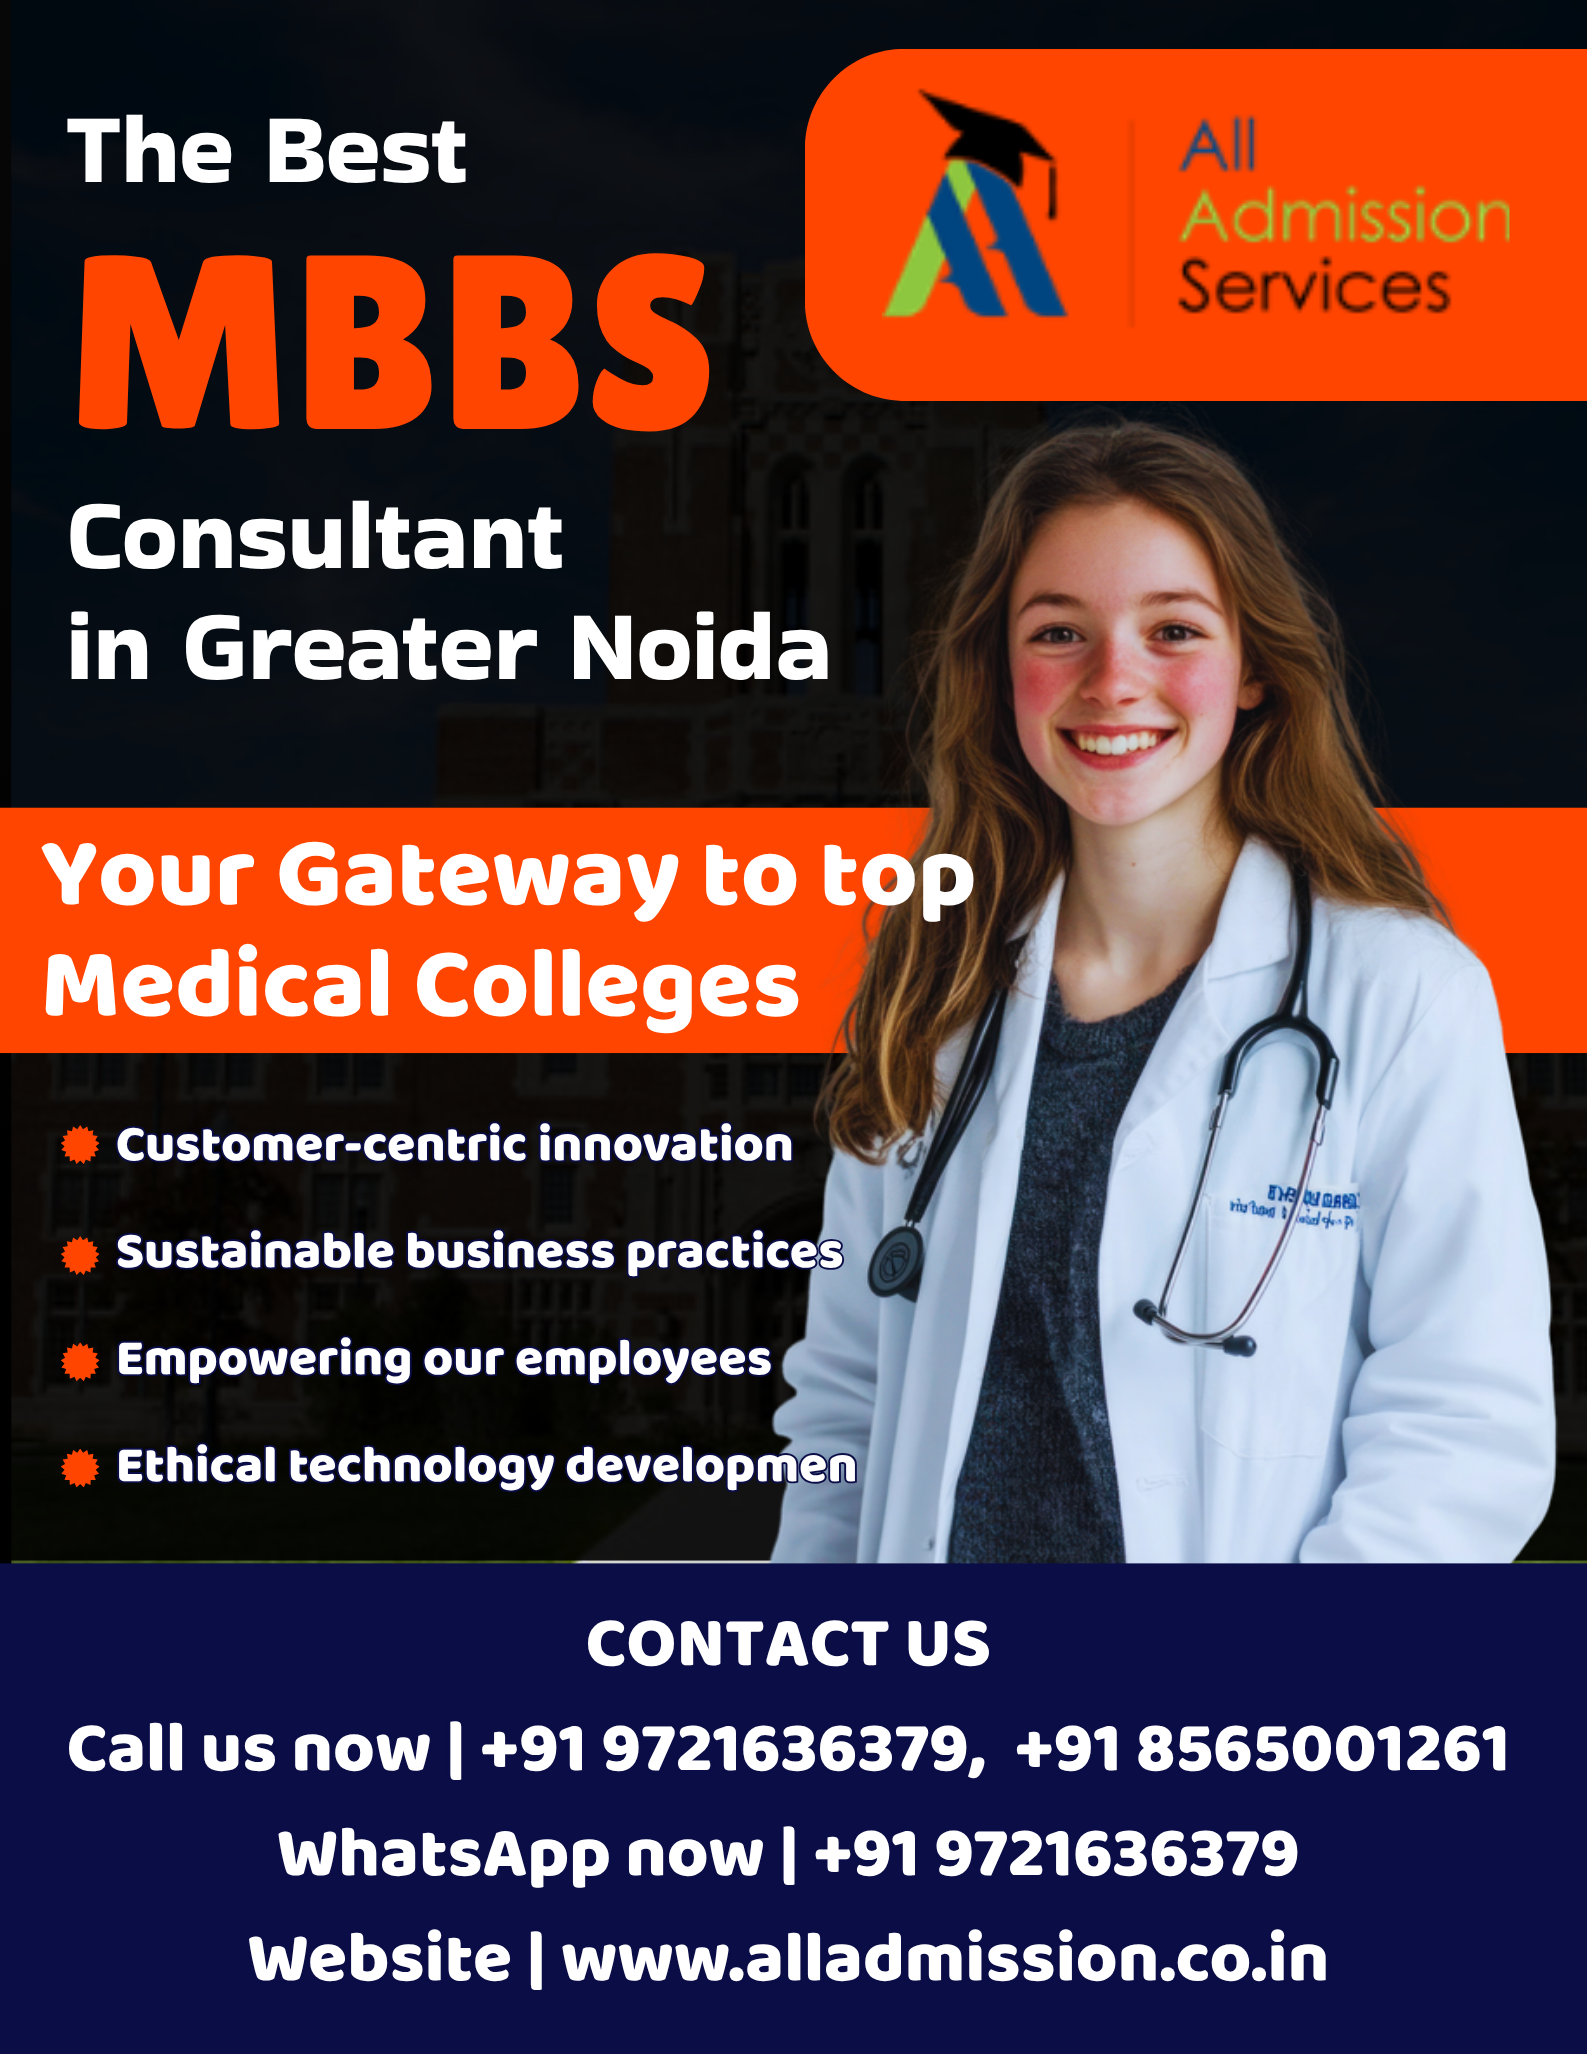 The Best
MBBS
Consultant
in Greater Noida
All
Admission
Services
Your Gateway to top
Medical Colleges
Customer-centric innovation
Sustainable business practices
Empowering our employees
Ethical technology developmen
CONTACT US
Call us now | +91 9721636379, +91 8565001261
WhatsApp now | +91 9721636379
Website | www.alladmission.co.in